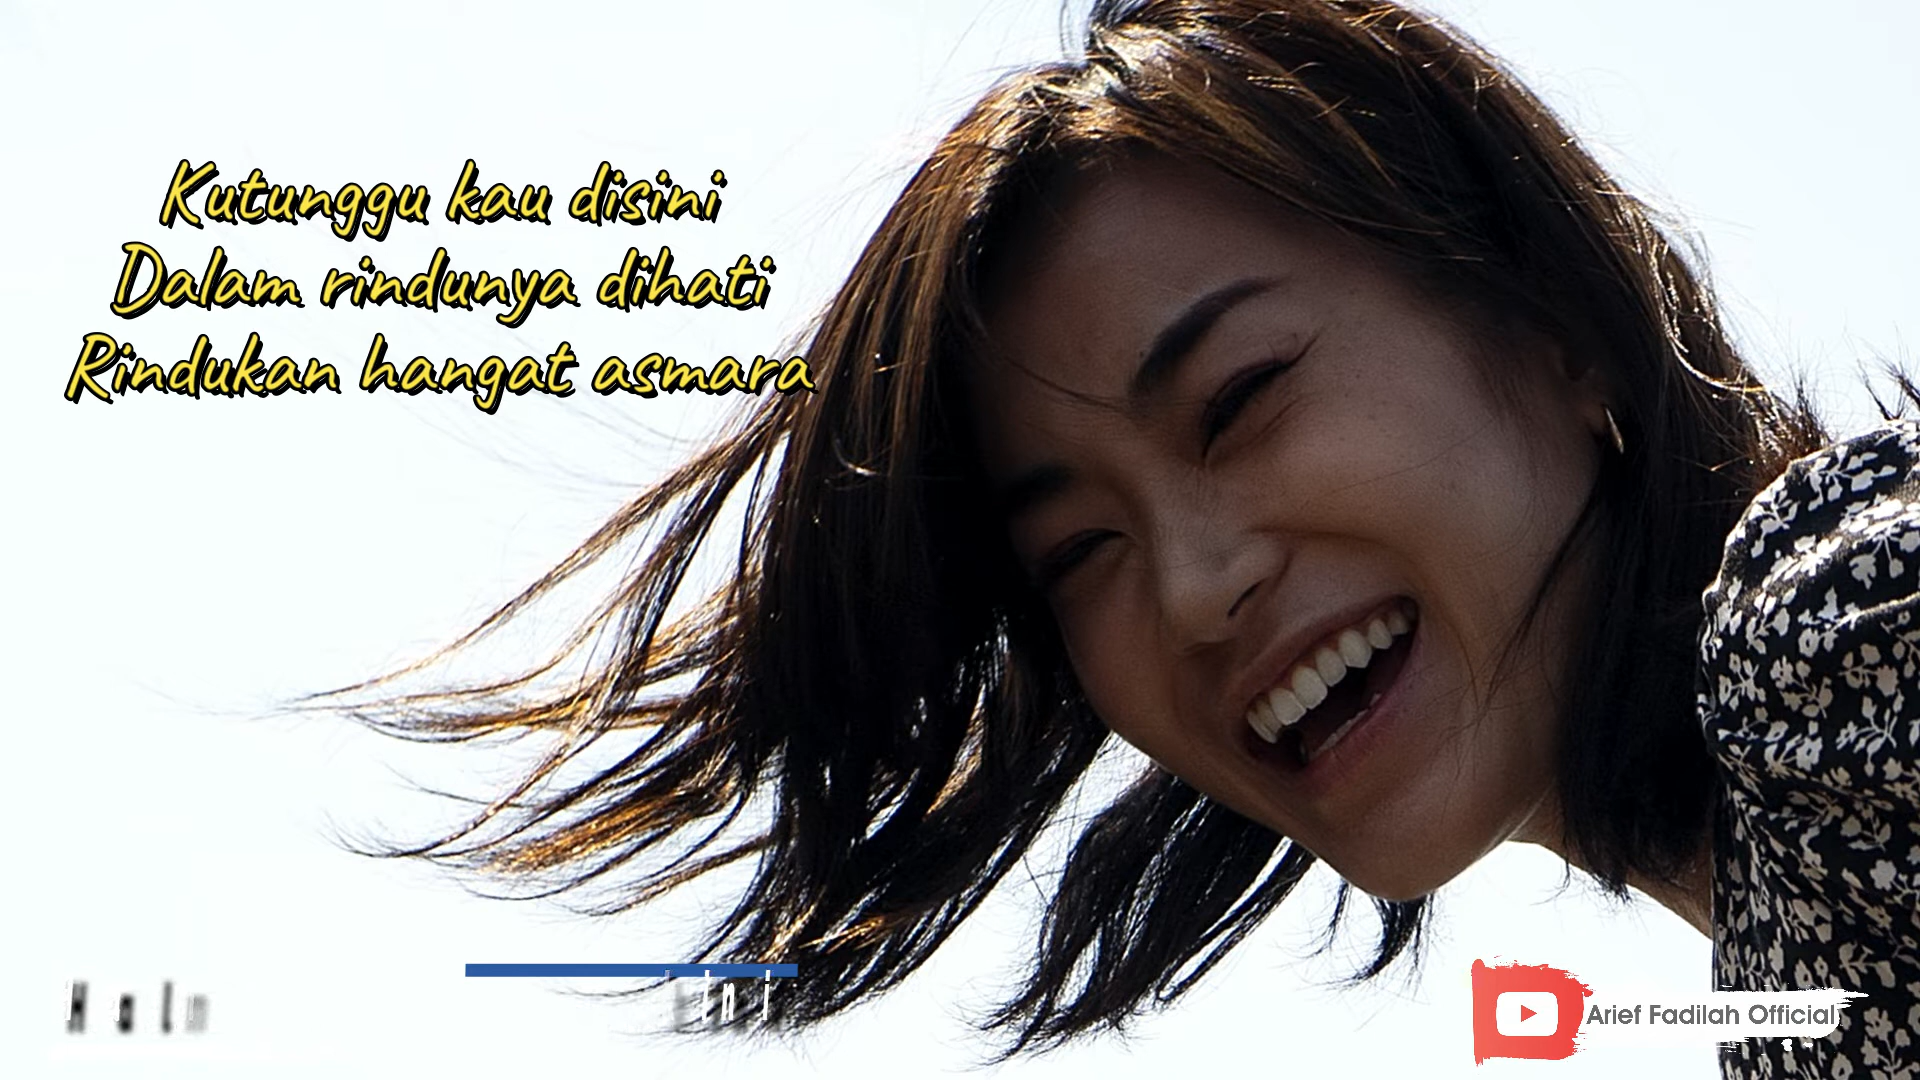 Kutunggu kau disini
Dalam rindunya dihati
Rindukan hangat asmara
Arief Fadilah Official